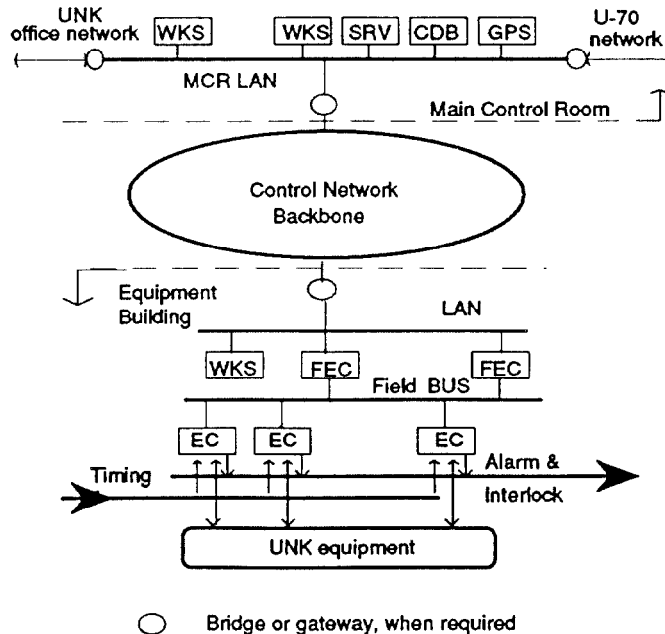 UNK
office network
WKS
WKS
SRV
CDB
GPS
U-70
network
MCR LAN
Main Control Room
Control Network
Backbone
Equipment
Building
LAN
WKS
FEC
FEC
Field BUS
EC
EC
EC
Timing
Alarm &
Interlock
UNK equipment
Bridge or gateway, when required